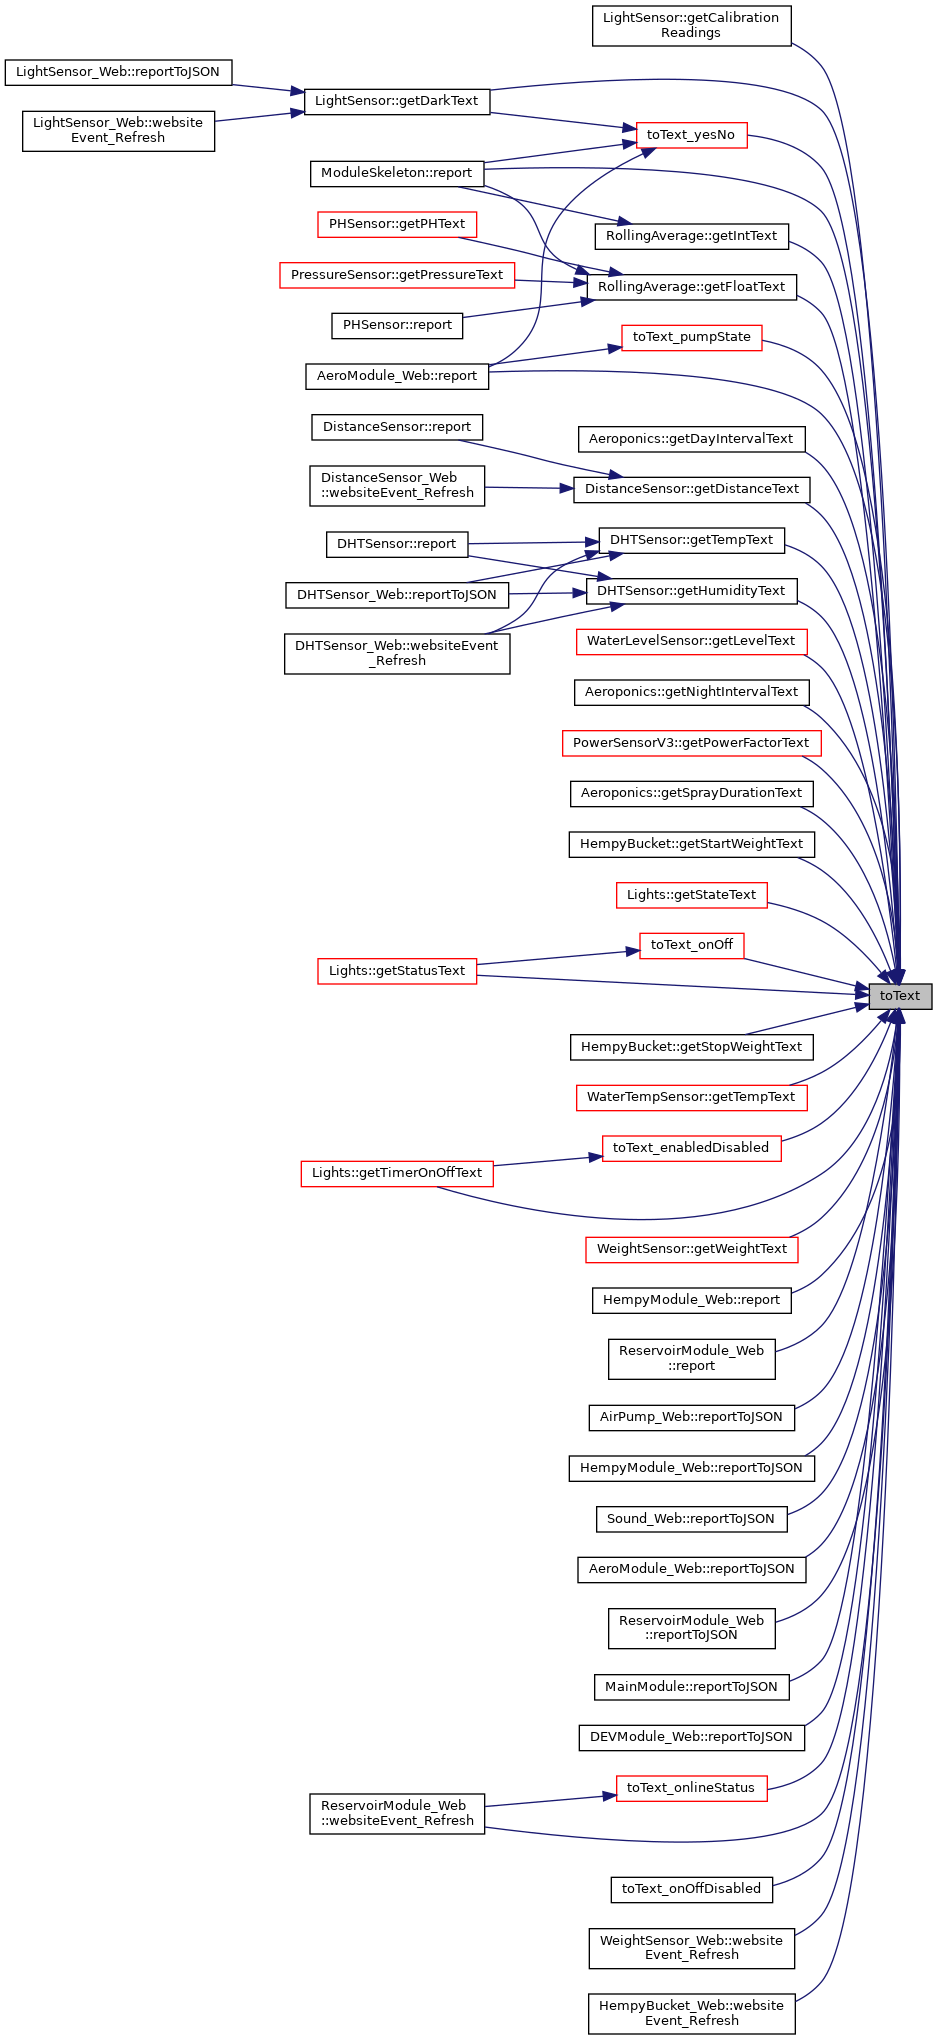 LightSensor::getCalibration
Readings
LightSensor_Web::reportToJSON
LightSensor::getDarkText
LightSensor_Web::website
Event_Refresh
toText_yesNo
ModuleSkeleton::report
PHSensor::getPHText
RollingAverage::getIntText
PressureSensor::getPressureText
RollingAverage::getFloatText
PHSensor::report
toText_pumpState
AeroModule_Web::report
DistanceSensor::report
Aeroponics::getDayIntervalText
DistanceSensor_Web
::websiteEvent_Refresh
DistanceSensor::getDistanceText
DHTSensor::report
DHTSensor::getTempText
DHTSensor_Web::reportToJSON
DHTSensor::getHumidityText
DHTSensor_Web::websiteEvent
_Refresh
WaterLevelSensor::getLevelText
Aeroponics::getNightIntervalText
PowerSensorV3::getPowerFactorText
Aeroponics::getSprayDurationText
HempyBucket::getStartWeightText
Lights::getStateText
toText_onOff
Lights::getStatusText
toText
HempyBucket::getStopWeightText
WaterTempSensor::getTempText
toText_enabledDisabled
Lights::getTimerOnOffText
WeightSensor::getWeightText
HempyModule_Web::report
ReservoirModule_Web
::report
AirPump_Web::reportToJSON
HempyModule_Web::reportToJSON
Sound_Web::reportToJSON
AeroModule_Web::reportToJSON
ReservoirModule_Web
::reportToJSON
MainModule::reportToJSON
DEVModule_Web::reportToJSON
toText_onlineStatus
ReservoirModule_Web
::websiteEvent_Refresh
toText_onOffDisabled
WeightSensor_Web::website
Event_Refresh
HempyBucket_Web::website
Event_Refresh